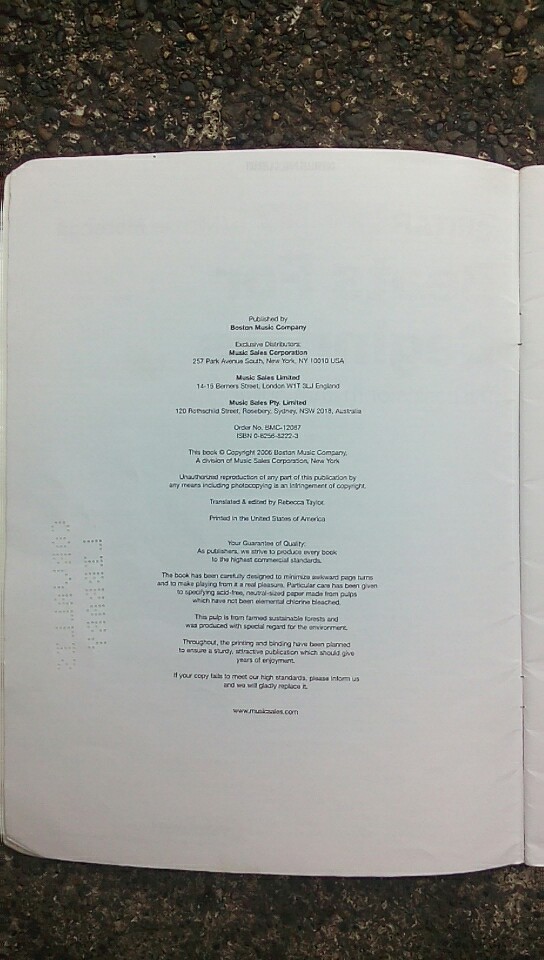 Published by
Boston Music Company
Exclusive Distributors:
Music Sales Corporation
257 Park Avenue South, New York, NY 10010 USA
Music Sales Limited
14-15 Berners Street, London W1T 3LJ England
Music Sales Pty. Limited
120 Rothschild Street, Rosebery, Sydney, NSW 2018, Australia
Order No. BMC-12087
ISBN 0-8256-8222-3
This book © Copyright 2006 Boston Music Company,
A division of Music Sales Corporation, New York
Unauthorized reproduction of any part of this publication by
any means including photocopying is an infringement of copyright.
Translated & edited by Rebecca Taylor.
Printed in the United States of America
Your Guarantee of Quality:
As publishers, we strive to produce every book
to the highest commercial standards.
The book has been carefully designed to minimize awkward page turns
and to make playing from it a real pleasure. Particular care has been given
to specifying acid-free, neutral-sized paper made from pulps
which have not been elemental chlorine bleached.
This pulp is from farmed sustainable forests and
was produced with special regard for the environment.
Throughout, the printing and binding have been planned
to ensure a sturdy, attractive publication which should give
years of enjoyment.
If your copy fails to meet our high standards, please inform us
and we will gladly replace it.
www.musicsales.com